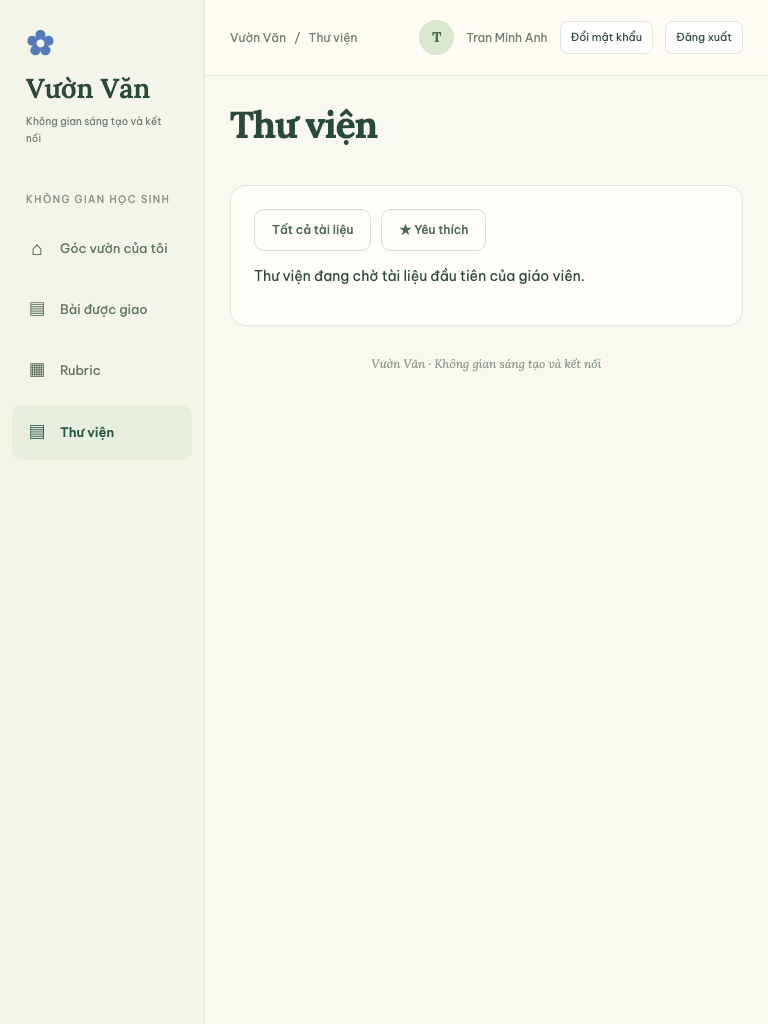 Vườn Văn
Không gian sáng tạo và kết
nối
KHÔNG GIAN HỌC SINH
Góc vườn của tôi
Bài được giao
Rubric
Thư viện
Vườn Văn / Thư viện
T
Tran Minh Anh
Đổi mật khẩu
Đăng xuất
Thư viện
Tất cả tài liệu
★ Yêu thích
Thư viện đang chờ tài liệu đầu tiên của giáo viên.
Vườn Văn · Không gian sáng tạo và kết nối